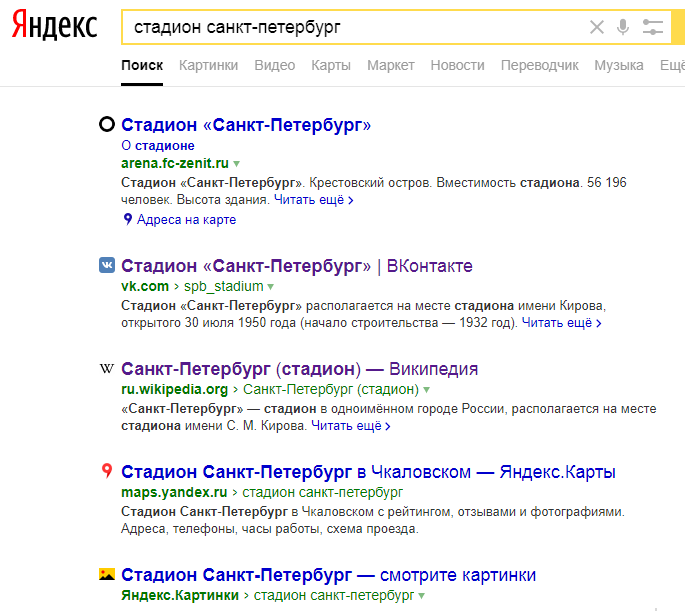 Яндекс
стадион санкт-петербург
Поиск Картинки Видео Карты Маркет Новости Переводчик Музыка Ещё
Стадион «Санкт-Петербург»
О стадионе
arena.fc-zenit.ru
Стадион «Санкт-Петербург». Крестовский остров. Вместимость стадиона. 56 196
человек. Высота здания. Читать ещё >
Адреса на карте
Стадион «Санкт-Петербург» | ВКонтакте
vk.com > spb_stadium
Стадион «Санкт-Петербург» располагается на месте стадиона имени Кирова,
открытого 30 июля 1950 года (начало строительства — 1932 год). Читать ещё >
W Санкт-Петербург (стадион) — Википедия
ru.wikipedia.org > Санкт-Петербург (стадион)
«Санкт-Петербург» — стадион в одноимённом городе России, располагается на месте
стадиона имени С. М. Кирова. Читать ещё >
Стадион Санкт-Петербург в Чкаловском — Яндекс.Карты
maps.yandex.ru > стадион санкт-петербург
Стадион Санкт-Петербург в Чкаловском с рейтингом, отзывами и фотографиями.
Адреса, телефоны, часы работы, схема проезда.
Стадион Санкт-Петербург — смотрите картинки
Яндекс.Картинки > стадион санкт-петербург